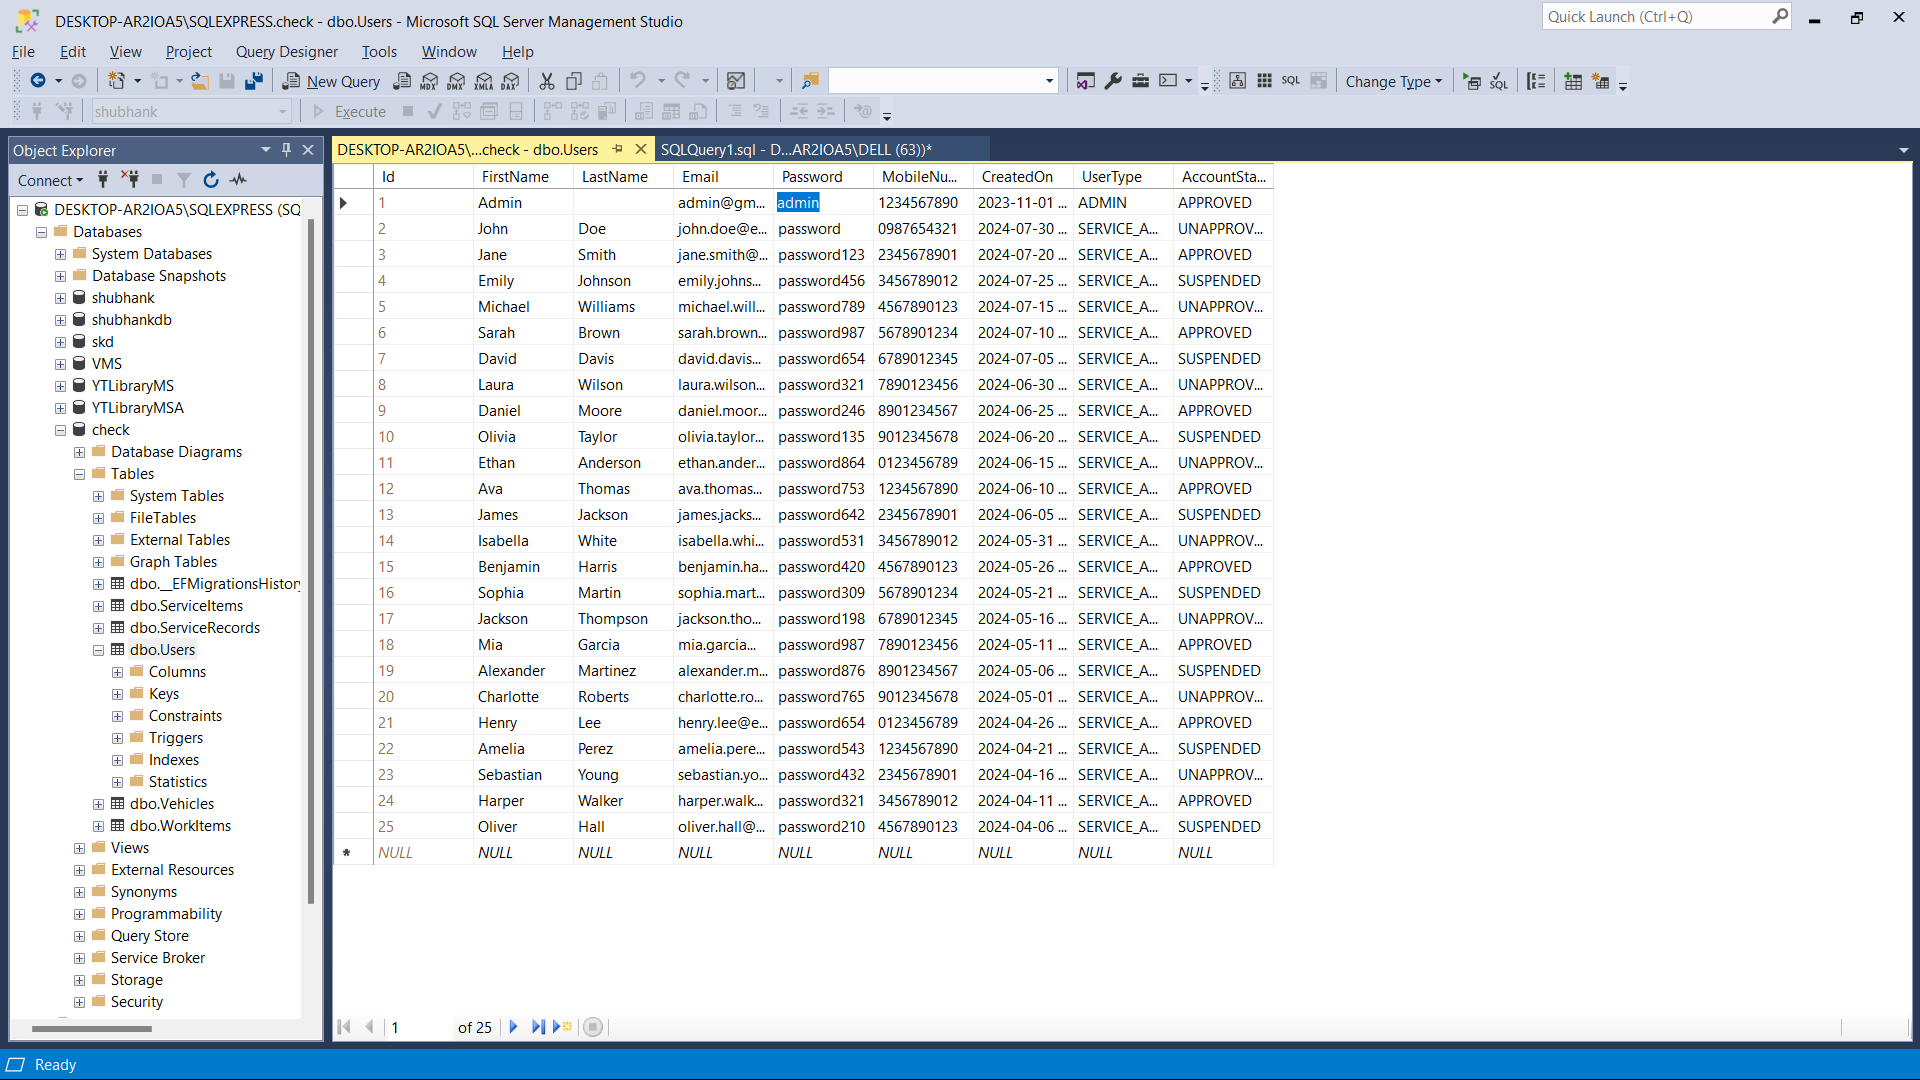 DESKTOP-AR2IOA5\SQLEXPRESS.check - dbo.Users - Microsoft SQL Server Management Studio
Quick Launch (Ctrl+Q)
File Edit View Project Query Designer Tools Window Help
New Query MDX DMX XMLA DAX SQL Change Type SQL
shubhank Execute
Object Explorer
Connect
DESKTOP-AR2IOA5\SQLEXPRESS (SQ
Databases
System Databases
Database Snapshots
shubhank
shubhankdb
skd
VMS
YTLibraryMS
YTLibraryMSA
check
Database Diagrams
Tables
System Tables
FileTables
External Tables
Graph Tables
dbo.__EFMigrationsHistory
dbo.ServiceItems
dbo.ServiceRecords
dbo.Users
Columns
Keys
Constraints
Triggers
Indexes
Statistics
dbo.Vehicles
dbo.WorkItems
Views
External Resources
Synonyms
Programmability
Query Store
Service Broker
Storage
Security
DESKTOP-AR2IOA5\...check - dbo.Users SQLQuery1.sql - D...AR2IOA5\DELL (63))*
Id FirstName LastName Email Password MobileNu... CreatedOn UserType AccountSta...
1 Admin admin@gm... admin 1234567890 2023-11-01 ... ADMIN APPROVED
2 John Doe john.doe@e... password 0987654321 2024-07-30 ... SERVICE_A... UNAPPROV...
3 Jane Smith jane.smith@... password123 2345678901 2024-07-20 ... SERVICE_A... APPROVED
4 Emily Johnson emily.johns... password456 3456789012 2024-07-25 ... SERVICE_A... SUSPENDED
5 Michael Williams michael.will... password789 4567890123 2024-07-15 ... SERVICE_A... UNAPPROV...
6 Sarah Brown sarah.brown... password987 5678901234 2024-07-10 ... SERVICE_A... APPROVED
7 David Davis david.davis... password654 6789012345 2024-07-05 ... SERVICE_A... SUSPENDED
8 Laura Wilson laura.wilson... password321 7890123456 2024-06-30 ... SERVICE_A... UNAPPROV...
9 Daniel Moore daniel.moor... password246 8901234567 2024-06-25 ... SERVICE_A... APPROVED
10 Olivia Taylor olivia.taylor... password135 9012345678 2024-06-20 ... SERVICE_A... SUSPENDED
11 Ethan Anderson ethan.ander... password864 0123456789 2024-06-15 ... SERVICE_A... UNAPPROV...
12 Ava Thomas ava.thomas... password753 1234567890 2024-06-10 ... SERVICE_A... APPROVED
13 James Jackson james.jacks... password642 2345678901 2024-06-05 ... SERVICE_A... SUSPENDED
14 Isabella White isabella.whi... password531 3456789012 2024-05-31 ... SERVICE_A... UNAPPROV...
15 Benjamin Harris benjamin.ha... password420 4567890123 2024-05-26 ... SERVICE_A... APPROVED
16 Sophia Martin sophia.mart... password309 5678901234 2024-05-21 ... SERVICE_A... SUSPENDED
17 Jackson Thompson jackson.tho... password198 6789012345 2024-05-16 ... SERVICE_A... UNAPPROV...
18 Mia Garcia mia.garcia... password987 7890123456 2024-05-11 ... SERVICE_A... APPROVED
19 Alexander Martinez alexander.m... password876 8901234567 2024-05-06 ... SERVICE_A... SUSPENDED
20 Charlotte Roberts charlotte.ro... password765 9012345678 2024-05-01 ... SERVICE_A... UNAPPROV...
21 Henry Lee henry.lee@e... password654 0123456789 2024-04-26 ... SERVICE_A... APPROVED
22 Amelia Perez amelia.pere... password543 1234567890 2024-04-21 ... SERVICE_A... SUSPENDED
23 Sebastian Young sebastian.yo... password432 2345678901 2024-04-16 ... SERVICE_A... UNAPPROV...
24 Harper Walker harper.walk... password321 3456789012 2024-04-11 ... SERVICE_A... APPROVED
25 Oliver Hall oliver.hall@... password210 4567890123 2024-04-06 ... SERVICE_A... SUSPENDED
* NULL NULL NULL NULL NULL NULL NULL NULL NULL
1 of 25
Ready